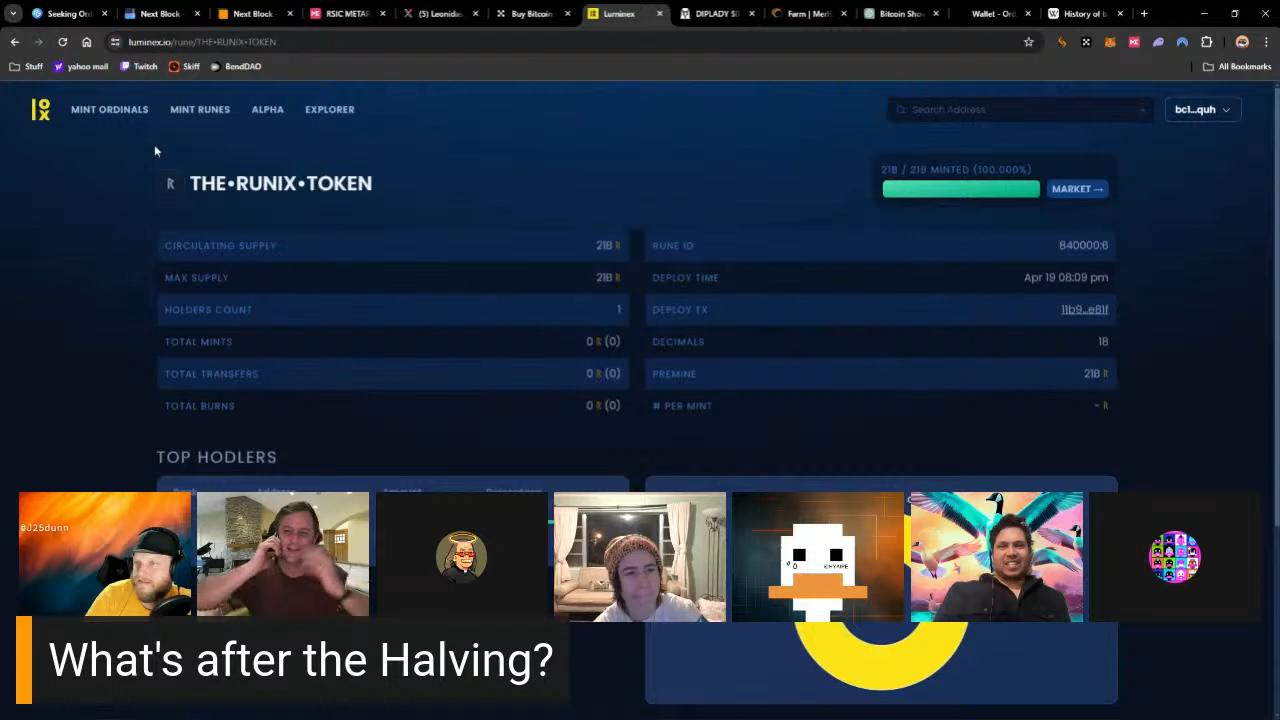 Seeking Ord
Next Block -
Next Block -
RSIC METAP
(5) Leonidas
Buy Bitcoin
Luminex
DIPLADY $0
Farm | Merl
Bitcoin Sho
Wallet - Ord
History of b
luminex.io/rune/THE•RUNIX•TOKEN
Stuff
yahoo mail
Twitch
Skiff
BendDAO
All Bookmarks
MINT ORDINALS
MINT RUNES
ALPHA
EXPLORER
Search Address
bc1...quh
THE•RUNIX•TOKEN
21B / 21B MINTED (100.000%)
MARKET →
CIRCULATING SUPPLY 21B R
MAX SUPPLY 21B R
HOLDERS COUNT 1
TOTAL MINTS 0 R (0)
TOTAL TRANSFERS 0 R (0)
TOTAL BURNS 0 R (0)
RUNE ID 840000:6
DEPLOY TIME Apr 19 08:09 pm
DEPLOY TX 11b9...e81f
DECIMALS 18
PREMINE 21B R
# PER MINT - R
TOP HODLERS
Rank Address Amount Percentage
BJ25dunn
What's after the Halving?